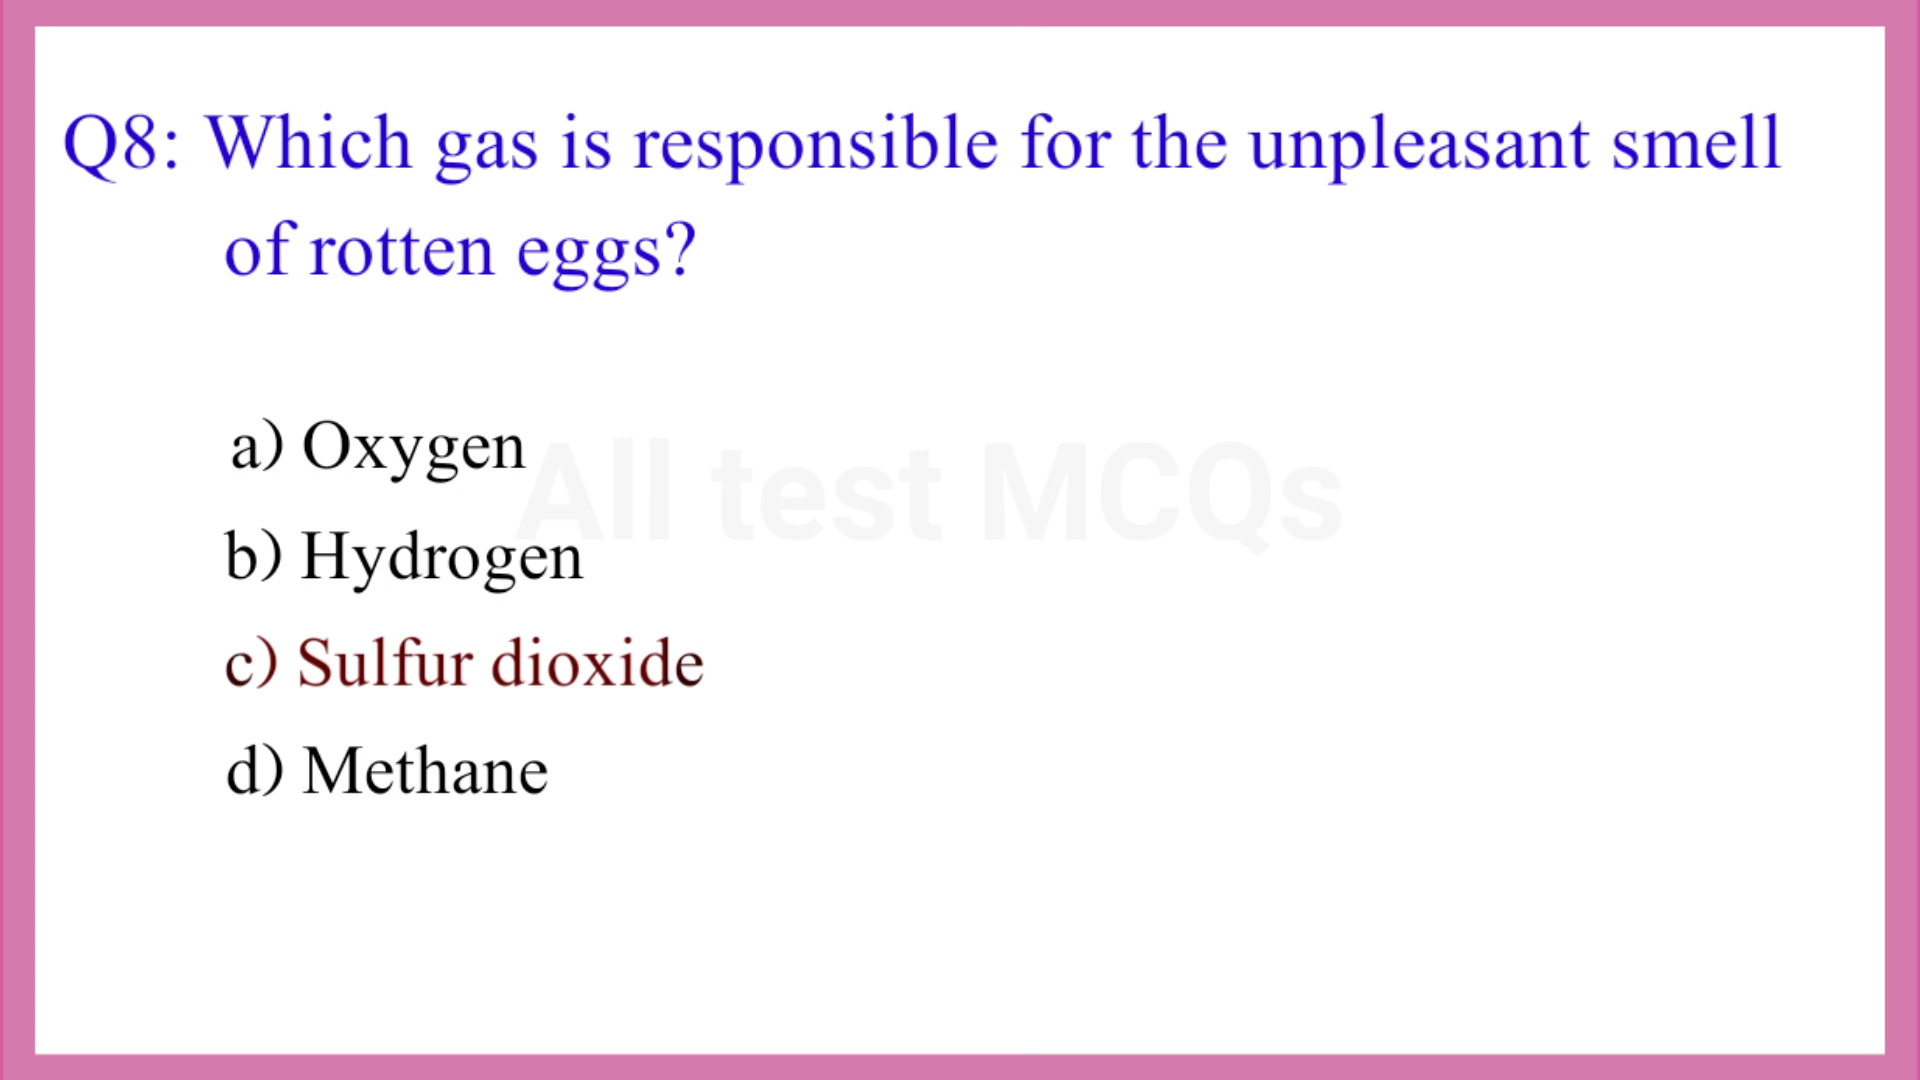 Q8: Which gas is responsible for the unpleasant smell
of rotten eggs?
a) Oxygen
All test MCQs
b) Hydrogen
c) Sulfur dioxide
d) Methane